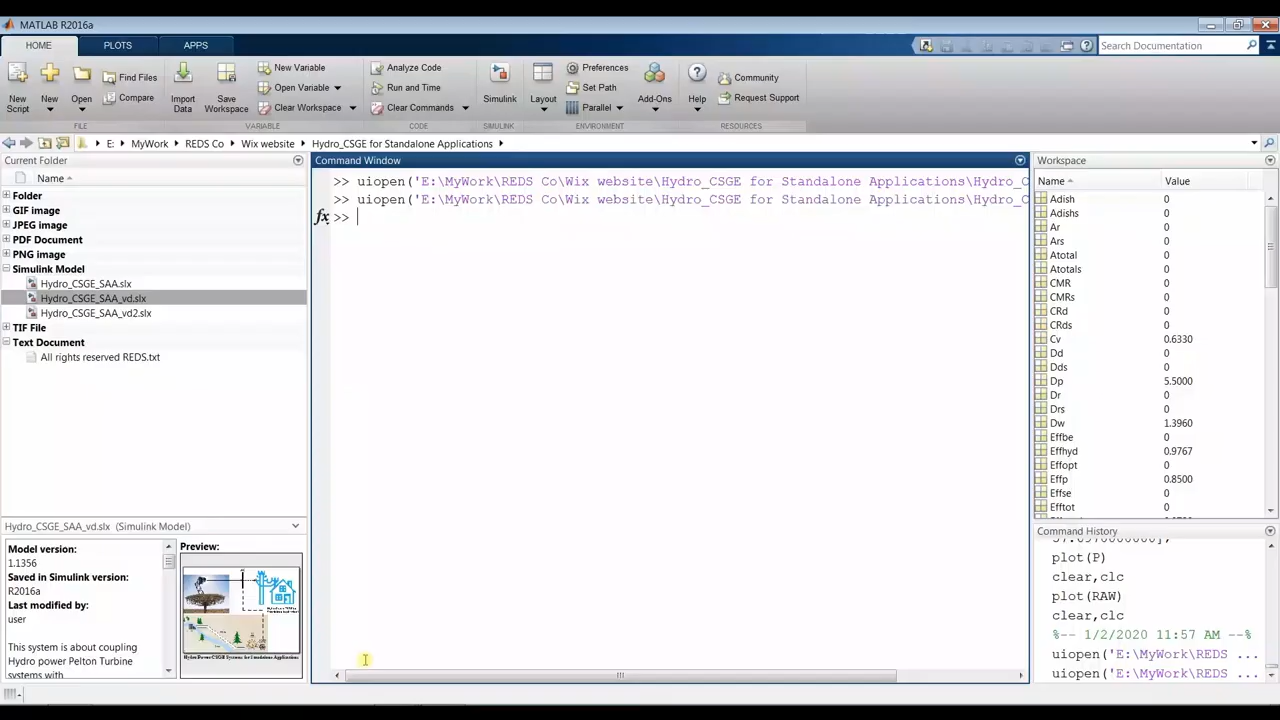 MATLAB R2016a
HOME PLOTS APPS
Search Documentation
New Script
New
Open
Find Files
Compare
Import Data
Save Workspace
New Variable
Open Variable
Clear Workspace
Analyze Code
Run and Time
Clear Commands
Simulink
Layout
Preferences
Set Path
Parallel
Add-Ons
Help
Community
Request Support
FILE VARIABLE CODE SIMULINK ENVIRONMENT RESOURCES
E: MyWork REDS Co Wix website Hydro_CSGE for Standalone Applications
Current Folder
Name
Folder
GIF image
JPEG image
PDF Document
PNG image
Simulink Model
Hydro_CSGE_SAA.slx
Hydro_CSGE_SAA_vd.slx
Hydro_CSGE_SAA_vd2.slx
TIF File
Text Document
All rights reserved REDS.txt
Hydro_CSGE_SAA_vd.slx (Simulink Model)
Model version:
1.1356
Saved in Simulink version:
R2016a
Last modified by:
user
This system is about coupling
Hydro power Pelton Turbine
systems with
Preview:
Hydro Power CSGE Systems for Standalone Applications
Command Window
>> uiopen('E:\MyWork\REDS Co\Wix website\Hydro_CSGE for Standalone Applications\Hydro_C
>> uiopen('E:\MyWork\REDS Co\Wix website\Hydro_CSGE for Standalone Applications\Hydro_C
fx >>
Workspace
Name Value
Adish 0
Adishs 0
Ar 0
Ars 0
Atotal 0
Atotals 0
CMR 0
CMRs 0
CRd 0
CRds 0
Cv 0.6330
Dd 0
Dds 0
Dp 5.5000
Dr 0
Drs 0
Dw 1.3960
Effbe 0
Effhyd 0.9767
Effopt 0
Effp 0.8500
Effse 0
Efftot 0
Command History
plot(P)
clear,clc
plot(RAW)
clear,clc
%-- 1/2/2020 11:57 AM --%
uiopen('E:\MyWork\REDS ...
uiopen('E:\MyWork\REDS ...